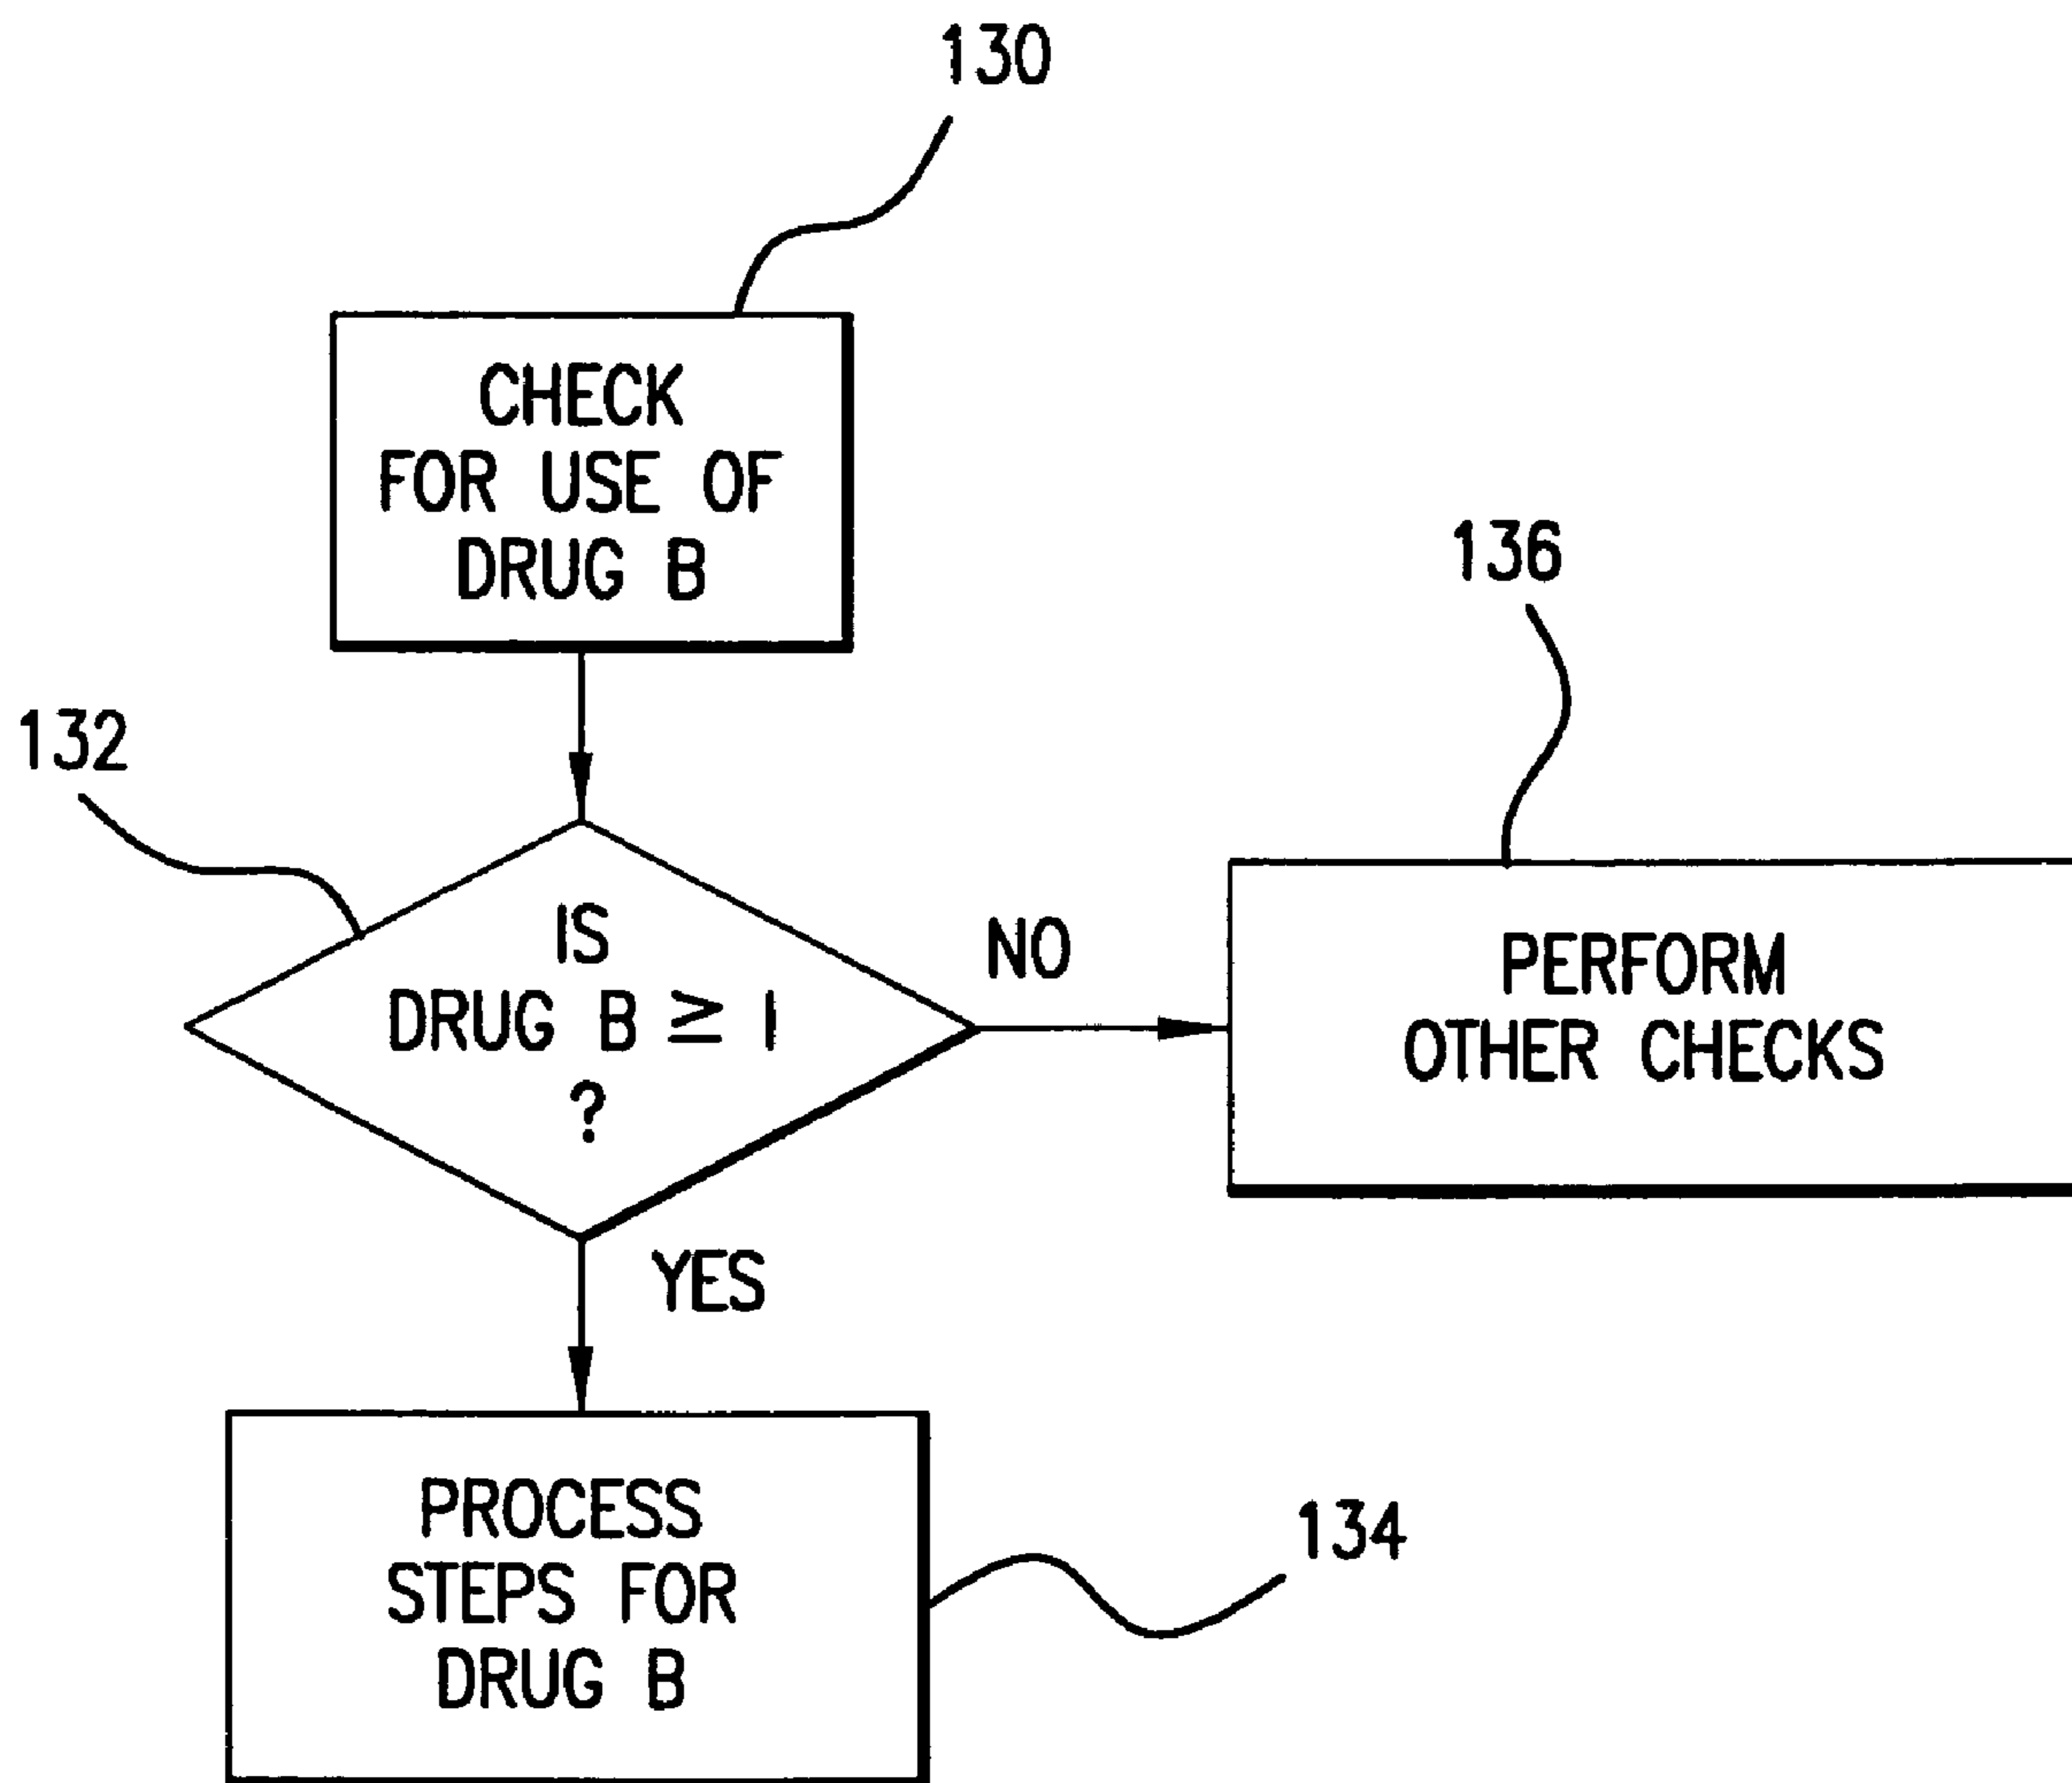 130
CHECK
FOR USE OF
DRUG B
136
132
IS
DRUG B ≥ 1
?
NO
PERFORM
OTHER CHECKS
YES
PROCESS
STEPS FOR
DRUG B
134